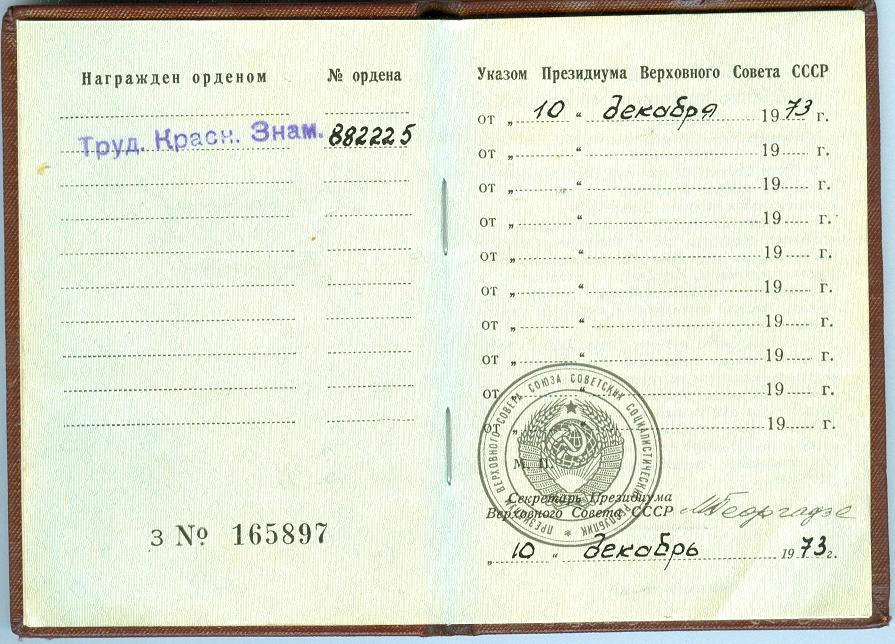 Награжден орденом № ордена
Труд. Красн. Знам. 882225
З № 165897
Указом Президиума Верховного Совета СССР
от „ 10 “ декабря 1973 г.
от „ “ 19 г.
от „ “ 19 г.
от „ “ 19 г.
от „ “ 19 г.
от „ “ 19 г.
от „ “ 19 г.
от „ “ 19 г.
от „ “ 19 г.
от „ “ 19 г.
ПРЕЗИДИУМ ВЕРХОВНОГО СОВЕТА СОЮЗА СОВЕТСКИХ СОЦИАЛИСТИЧЕСКИХ РЕСПУБЛИК
М. П.
Секретарь Президиума
Верховного Совета СССР МГеоргадзе
„ 10 “ декабрь 1973 г.